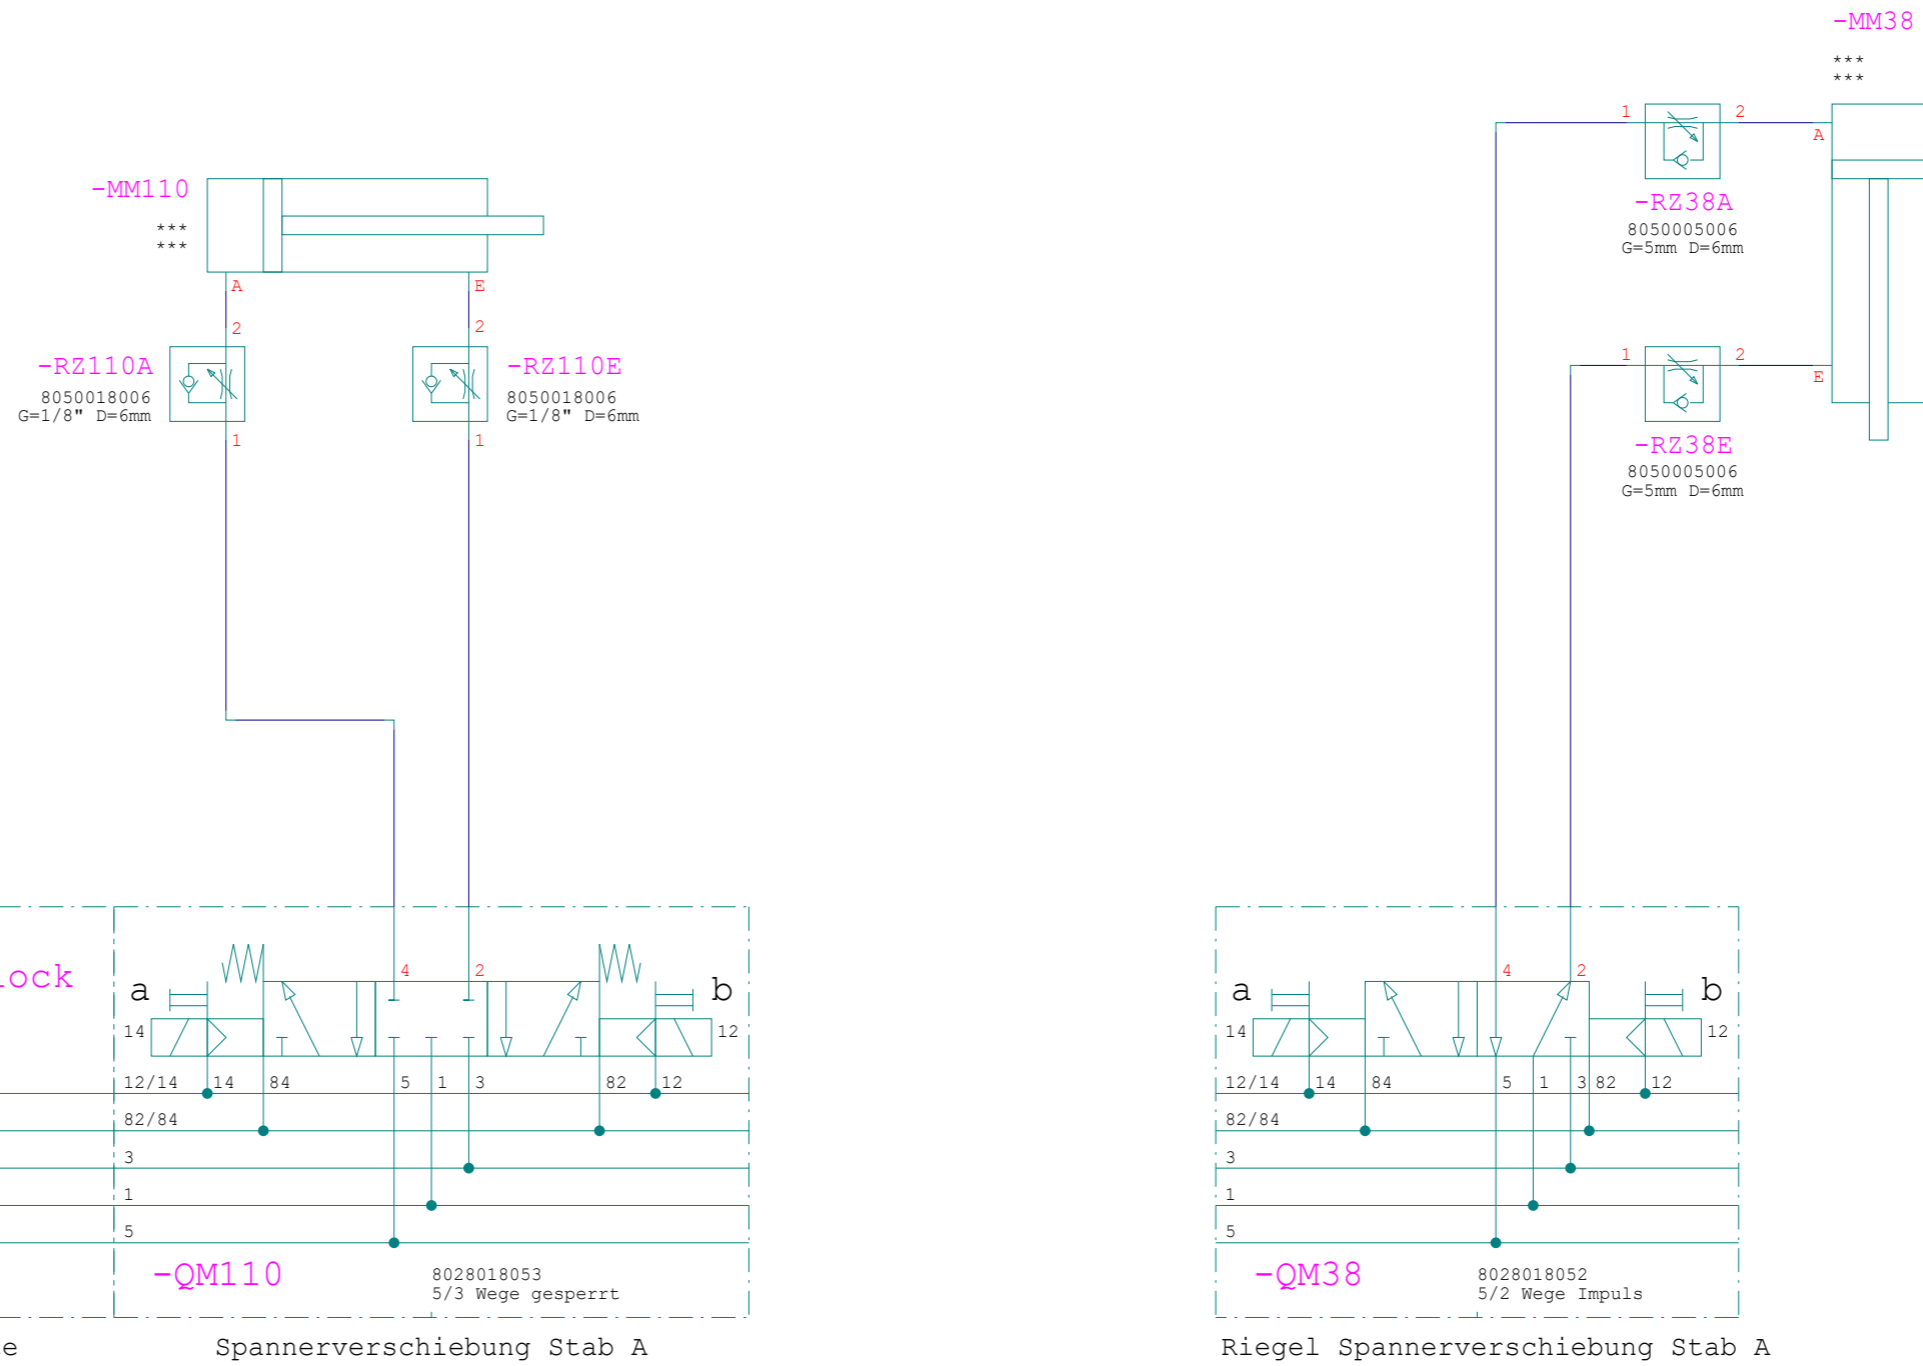 -MM38
***
***
1
2
A
-RZ38A
8050005006
G=5mm D=6mm
-MM110
***
***
A
E
2
2
-RZ110A
8050018006
G=1/8" D=6mm
-RZ110E
8050018006
G=1/8" D=6mm
1
1
1
2
E
-RZ38E
8050005006
G=5mm D=6mm
lock
a
4
2
b
14
12
12/14
14
84
5
1
3
82
12
82/84
3
1
5
-QM110
8028018053
5/3 Wege gesperrt
Spannerverschiebung Stab A
a
4
2
b
14
12
12/14
14
84
5
1
3
82
12
82/84
3
1
5
-QM38
8028018052
5/2 Wege Impuls
Riegel Spannerverschiebung Stab A